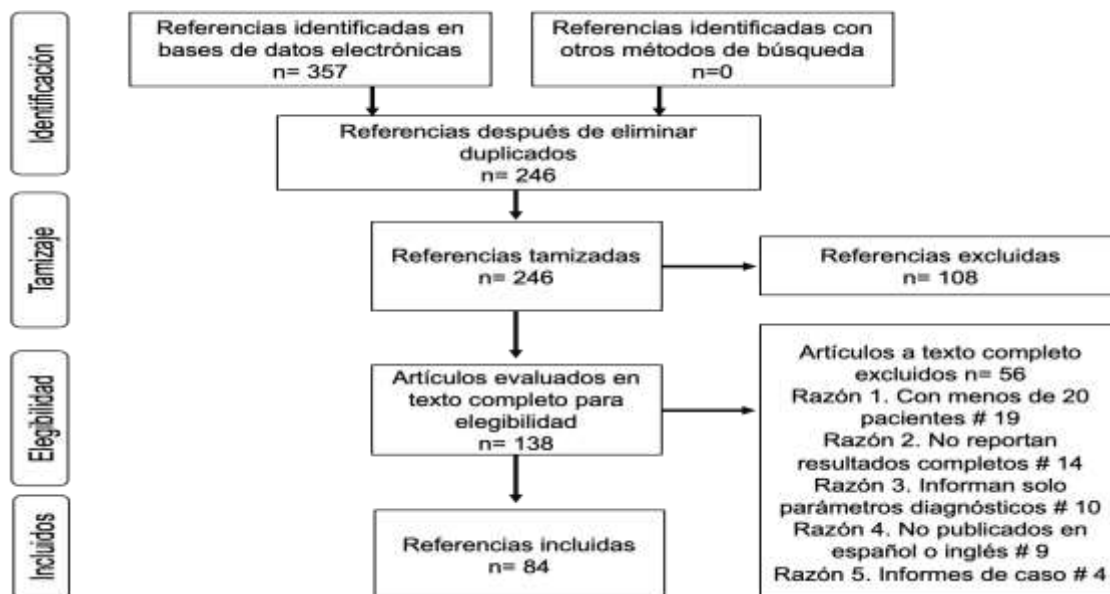 Identificación
Referencias identificadas en
bases de datos electrónicas
n= 357
Referencias identificadas con
otros métodos de búsqueda
n=0
Referencias después de eliminar
duplicados
n= 246
Tamizaje
Referencias tamizadas
n= 246
Referencias excluidas
n= 108
Elegibilidad
Artículos evaluados en
texto completo para
elegibilidad
n= 138
Artículos a texto completo
excluidos n= 56
Razón 1. Con menos de 20
pacientes # 19
Razón 2. No reportan
resultados completos # 14
Razón 3. Informan solo
parámetros diagnósticos # 10
Razón 4. No publicados en
español o inglés # 9
Razón 5. Informes de caso # 4
Incluidos
Referencias incluidas
n= 84